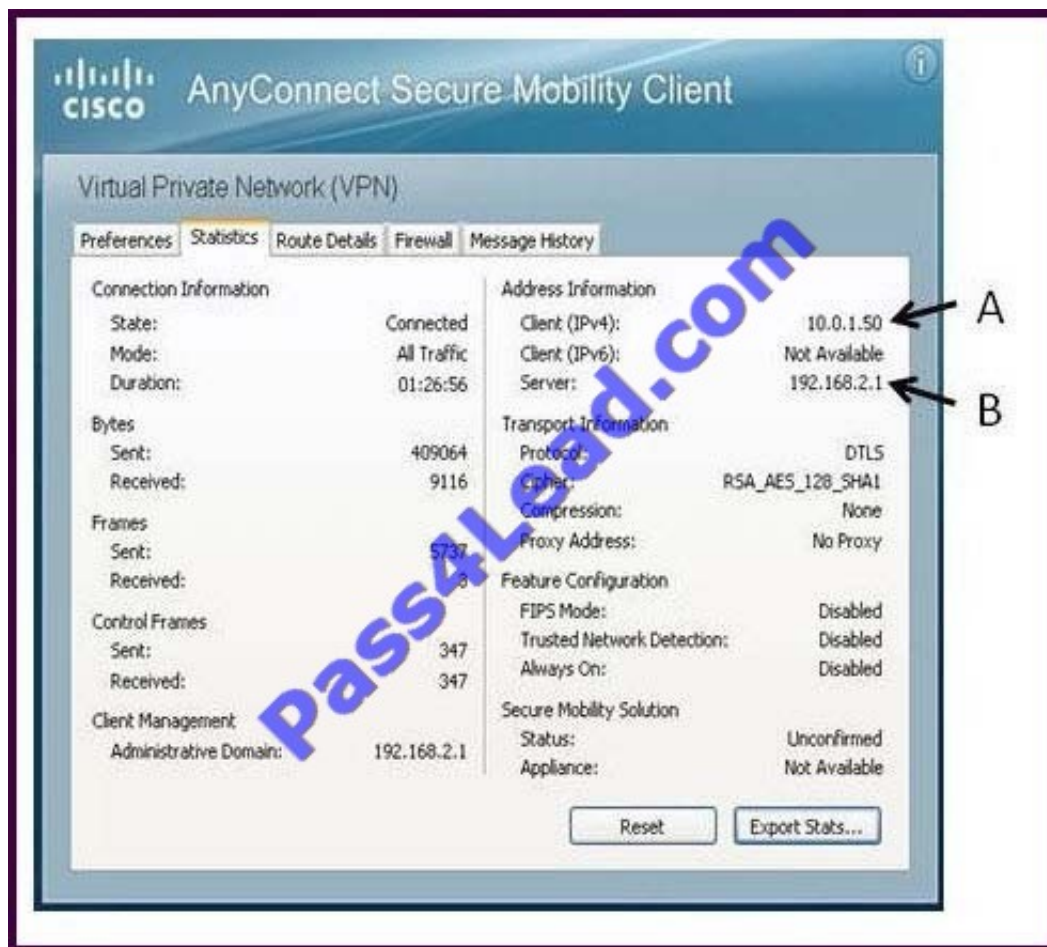 CISCO
AnyConnect Secure Mobility Client
Virtual Private Network (VPN)
Preferences Statistics Route Details Firewall Message History
Connection Information
State: Connected
Mode: All Traffic
Duration: 01:26:56
Bytes
Sent: 409064
Received: 9116
Frames
Sent: 5737
Received: 3
Control Frames
Sent: 347
Received: 347
Client Management
Administrative Domain: 192.168.2.1
Address Information
Client (IPv4): 10.0.1.50
Client (IPv6): Not Available
Server: 192.168.2.1
Transport Information
Protocol: DTLS
Cipher: RSA_AES_128_SHA1
Compression: None
Proxy Address: No Proxy
Feature Configuration
FIPS Mode: Disabled
Trusted Network Detection: Disabled
Always On: Disabled
Secure Mobility Solution
Status: Unconfirmed
Appliance: Not Available
Reset Export Stats...
A
B
Pass4Lead.com